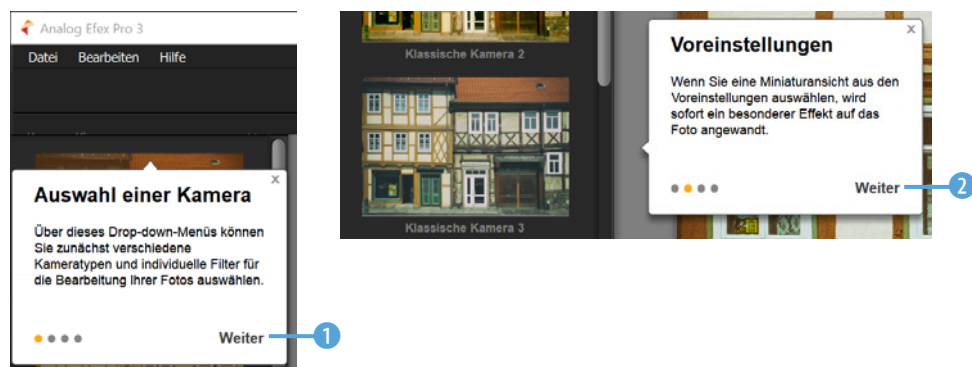 Analog Efex Pro 3
Datei Bearbeiten Hilfe
x
Auswahl einer Kamera
Über dieses Drop-down-Menüs können
Sie zunächst verschiedene
Kameratypen und individuelle Filter für
die Bearbeitung Ihrer Fotos auswählen.
Weiter
1
Klassische Kamera 2
Klassische Kamera 3
x
Voreinstellungen
Wenn Sie eine Miniaturansicht aus den
Voreinstellungen auswählen, wird
sofort ein besonderer Effekt auf das
Foto angewandt.
Weiter
2